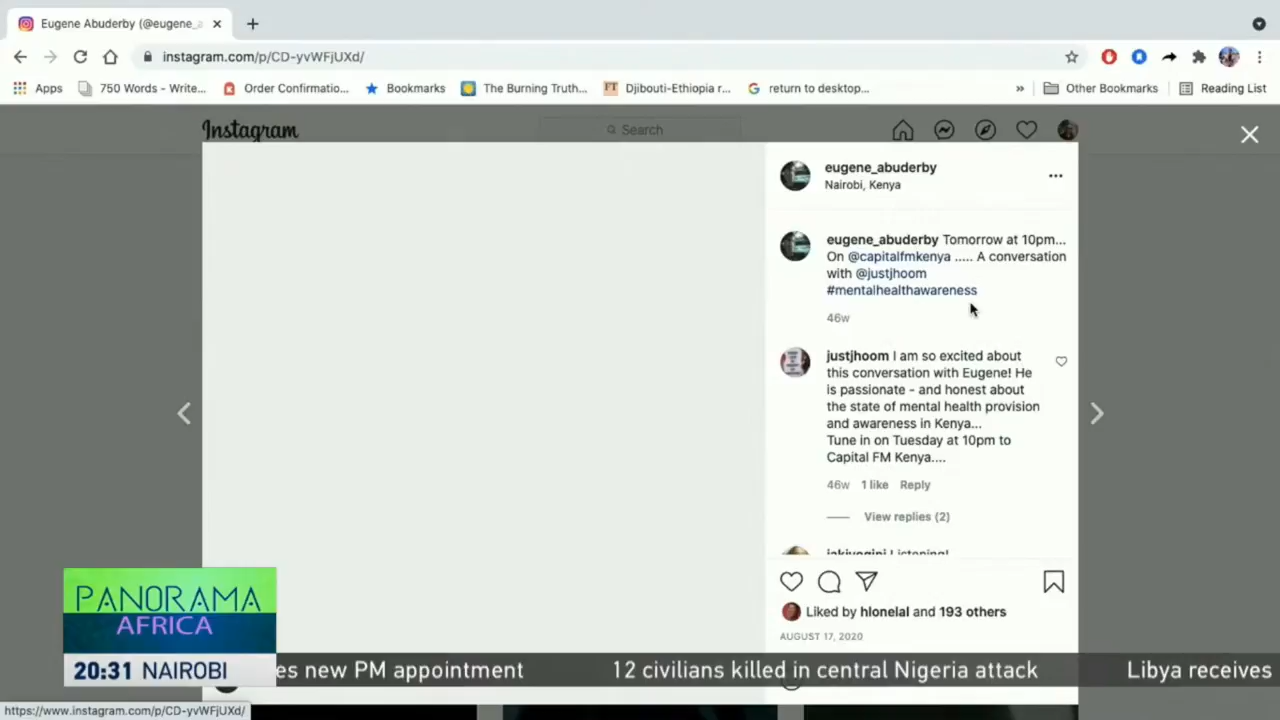 Eugene Abuderby (@eugene_a
instagram.com/p/CD-yvWFjUXd/
Apps
750 Words - Write...
Order Confirmatio...
Bookmarks
The Burning Truth...
FT
Djibouti-Ethiopia r...
return to desktop...
»
Other Bookmarks
Reading List
Instagram
Search
eugene_abuderby
Nairobi, Kenya
eugene_abuderby Tomorrow at 10pm...
On @capitalfmkenya ..... A conversation
with @justjhoom
#mentalhealthawareness
46w
justjhoom I am so excited about
this conversation with Eugene! He
is passionate - and honest about
the state of mental health provision
and awareness in Kenya...
Tune in on Tuesday at 10pm to
Capital FM Kenya....
46w 1 like Reply
View replies (2)
jakiyogini Listening!
Liked by hlonelal and 193 others
AUGUST 17, 2020
PANORAMA
AFRICA
20:31 NAIROBI
es new PM appointment 12 civilians killed in central Nigeria attack Libya receives
https://www.instagram.com/p/CD-yvWFjUXd/